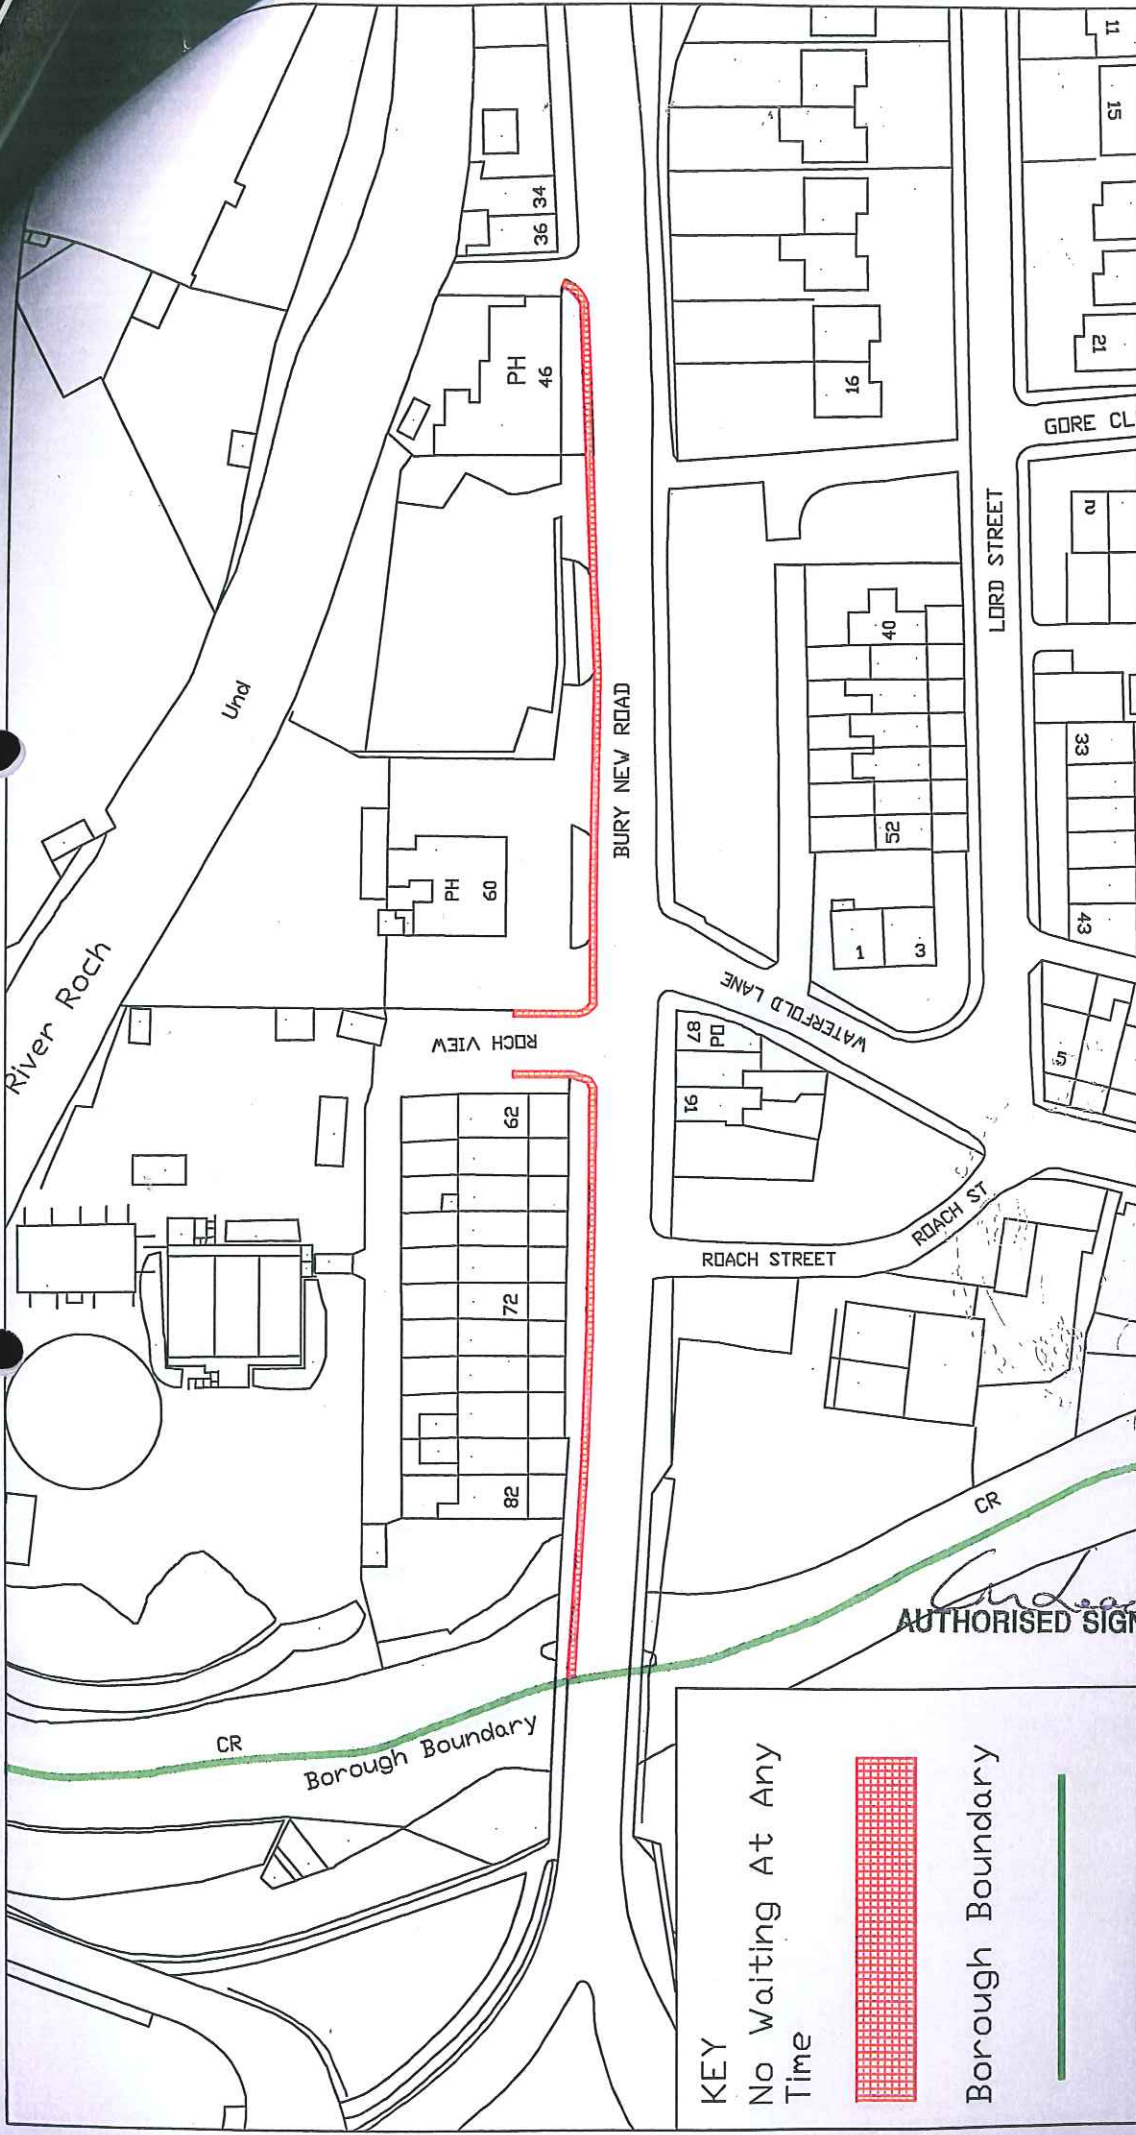 11
15
21
GORE CL
2
33
43
5
LORD STREET
16
40
52
1
3
WATERFOLD LANE
87
PO
91
ROACH STREET
ROACH ST
34
36
PH
46
BURY NEW ROAD
PH
60
ROCH VIEW
62
72
82
Und
River Roch
CR
Borough Boundary
CR
AUTHORISED SIGN
KEY
No Waiting At Any
Time
Borough Boundary